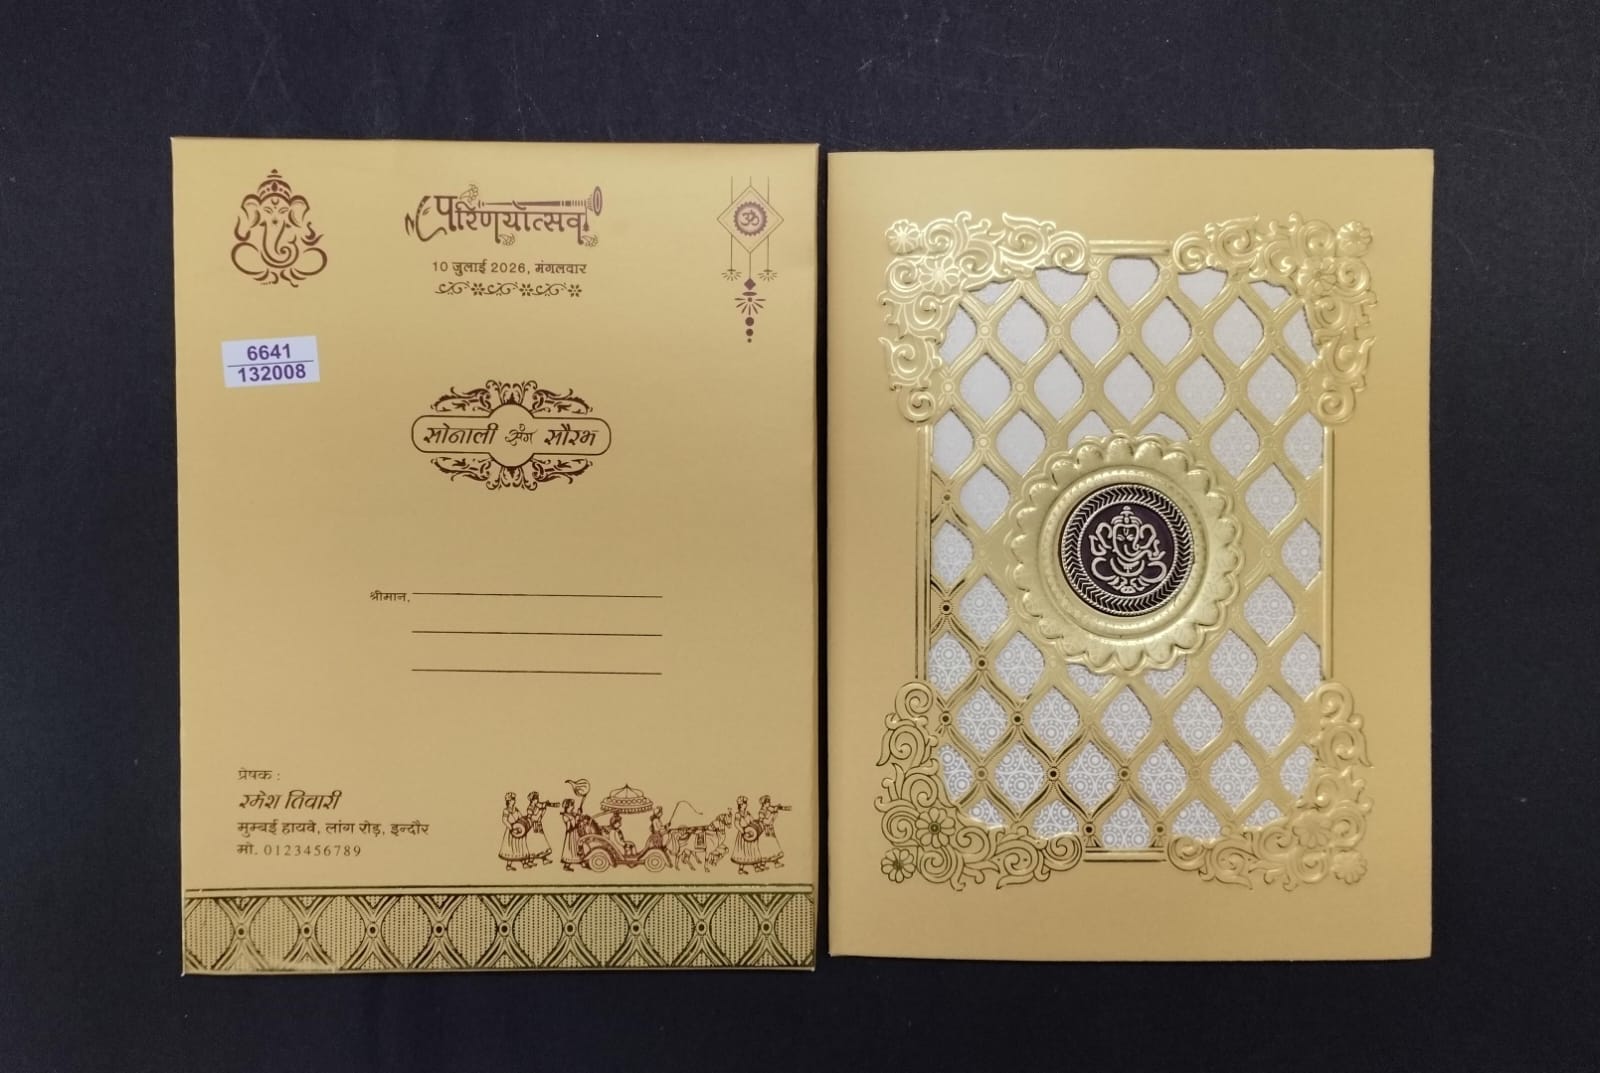 परिणयोत्सव
10 जुलाई 2026, मंगलवार
ॐ
6641
132008
सोनाली संग सौरभ
श्रीमान,
प्रेषक :
रमेश तिवारी
मुम्बई हायवे, लांग रोड़, इन्दौर
मो. 0123456789